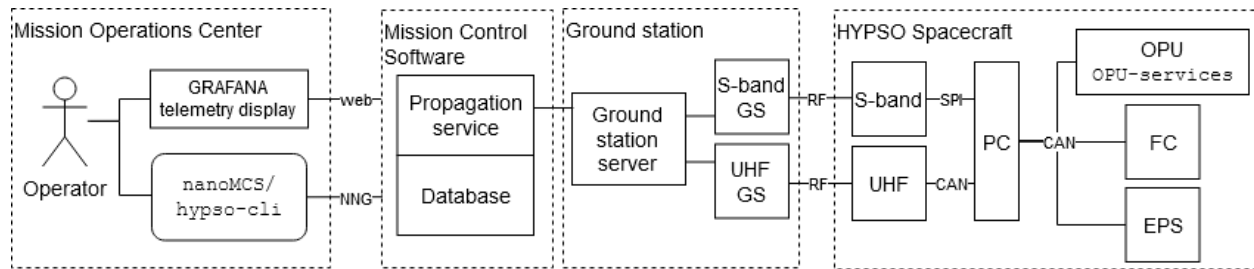 Mission Operations Center
GRAFANA
telemetry display
Operator
nanoMCS/
hypso-cli
web
NNG
Mission Control
Software
Propagation
service
Database
Ground station
Ground
station
server
S-band
GS
UHF
GS
RF
RF
HYPSO Spacecraft
S-band
UHF
SPI
CAN
PC
CAN
OPU
OPU-services
FC
EPS